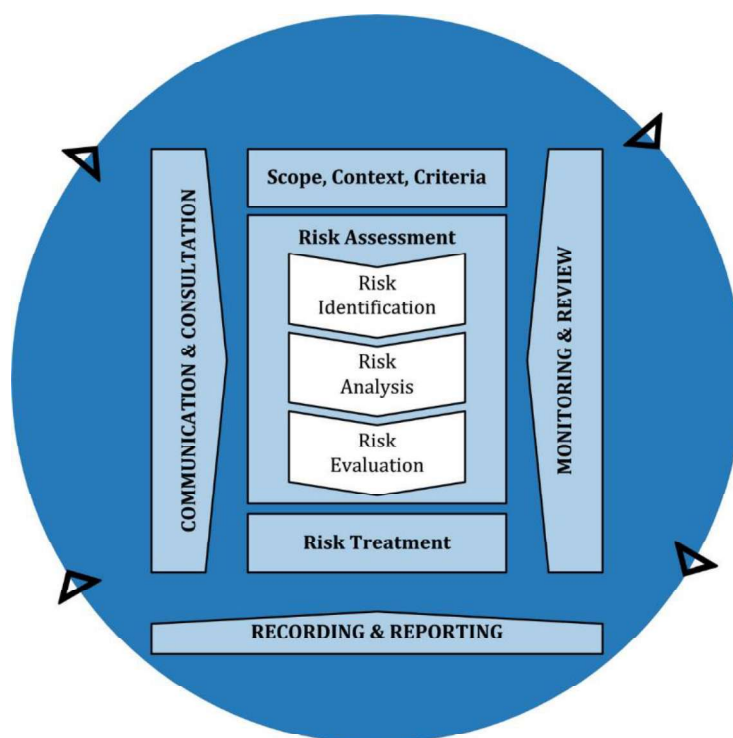 Scope, Context, Criteria
COMMUNICATION & CONSULTATION
Risk Assessment
Risk
Identification
Risk
Analysis
Risk
Evaluation
MONITORING & REVIEW
Risk Treatment
RECORDING & REPORTING